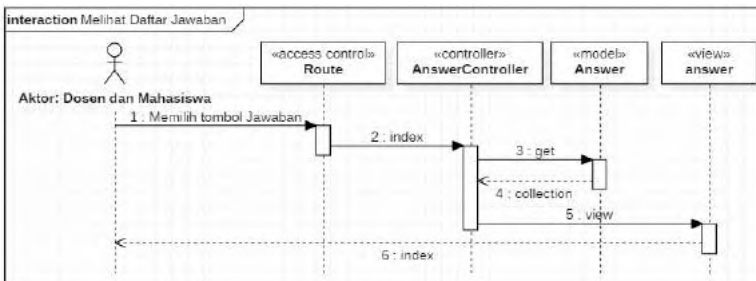 interaction Melihat Daftar Jawaban
«access control»
Route
«controller»
AnswerController
«model»
Answer
«view»
answer
Aktor: Dosen dan Mahasiswa
1 : Memilih tombol Jawaban
2 : index
3 : get
4 : collection
5 : view
6 : index